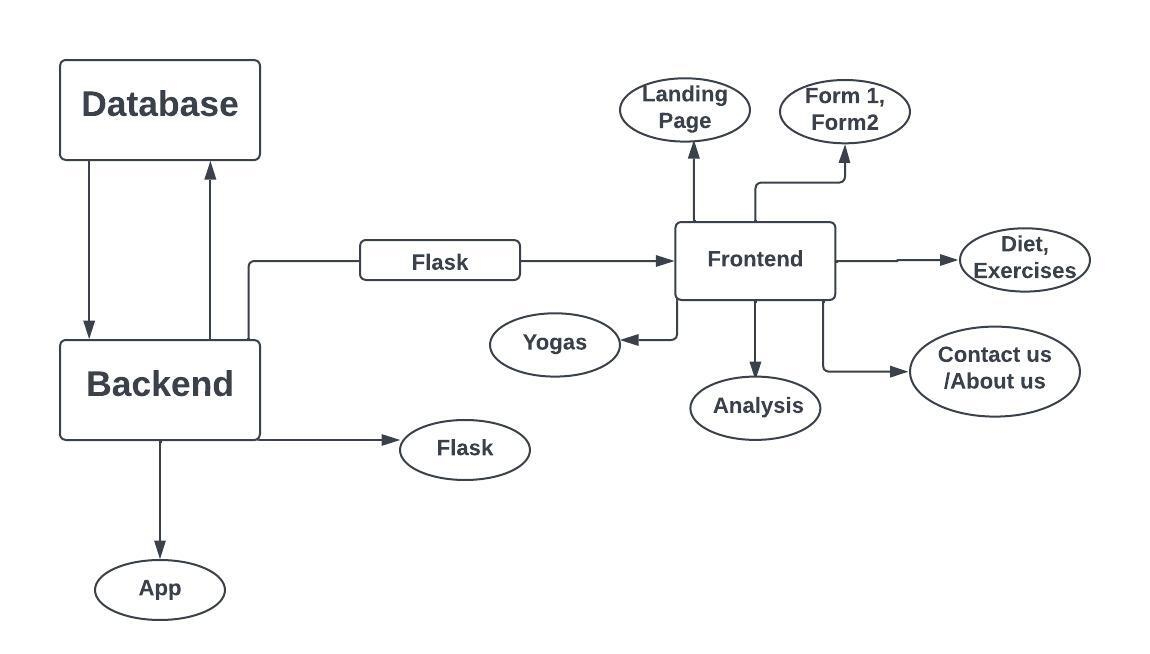 Database
Landing
Page
Form 1,
Form2
Flask
Frontend
Diet,
Exercises
Yogas
Contact us
/About us
Backend
Analysis
Flask
App